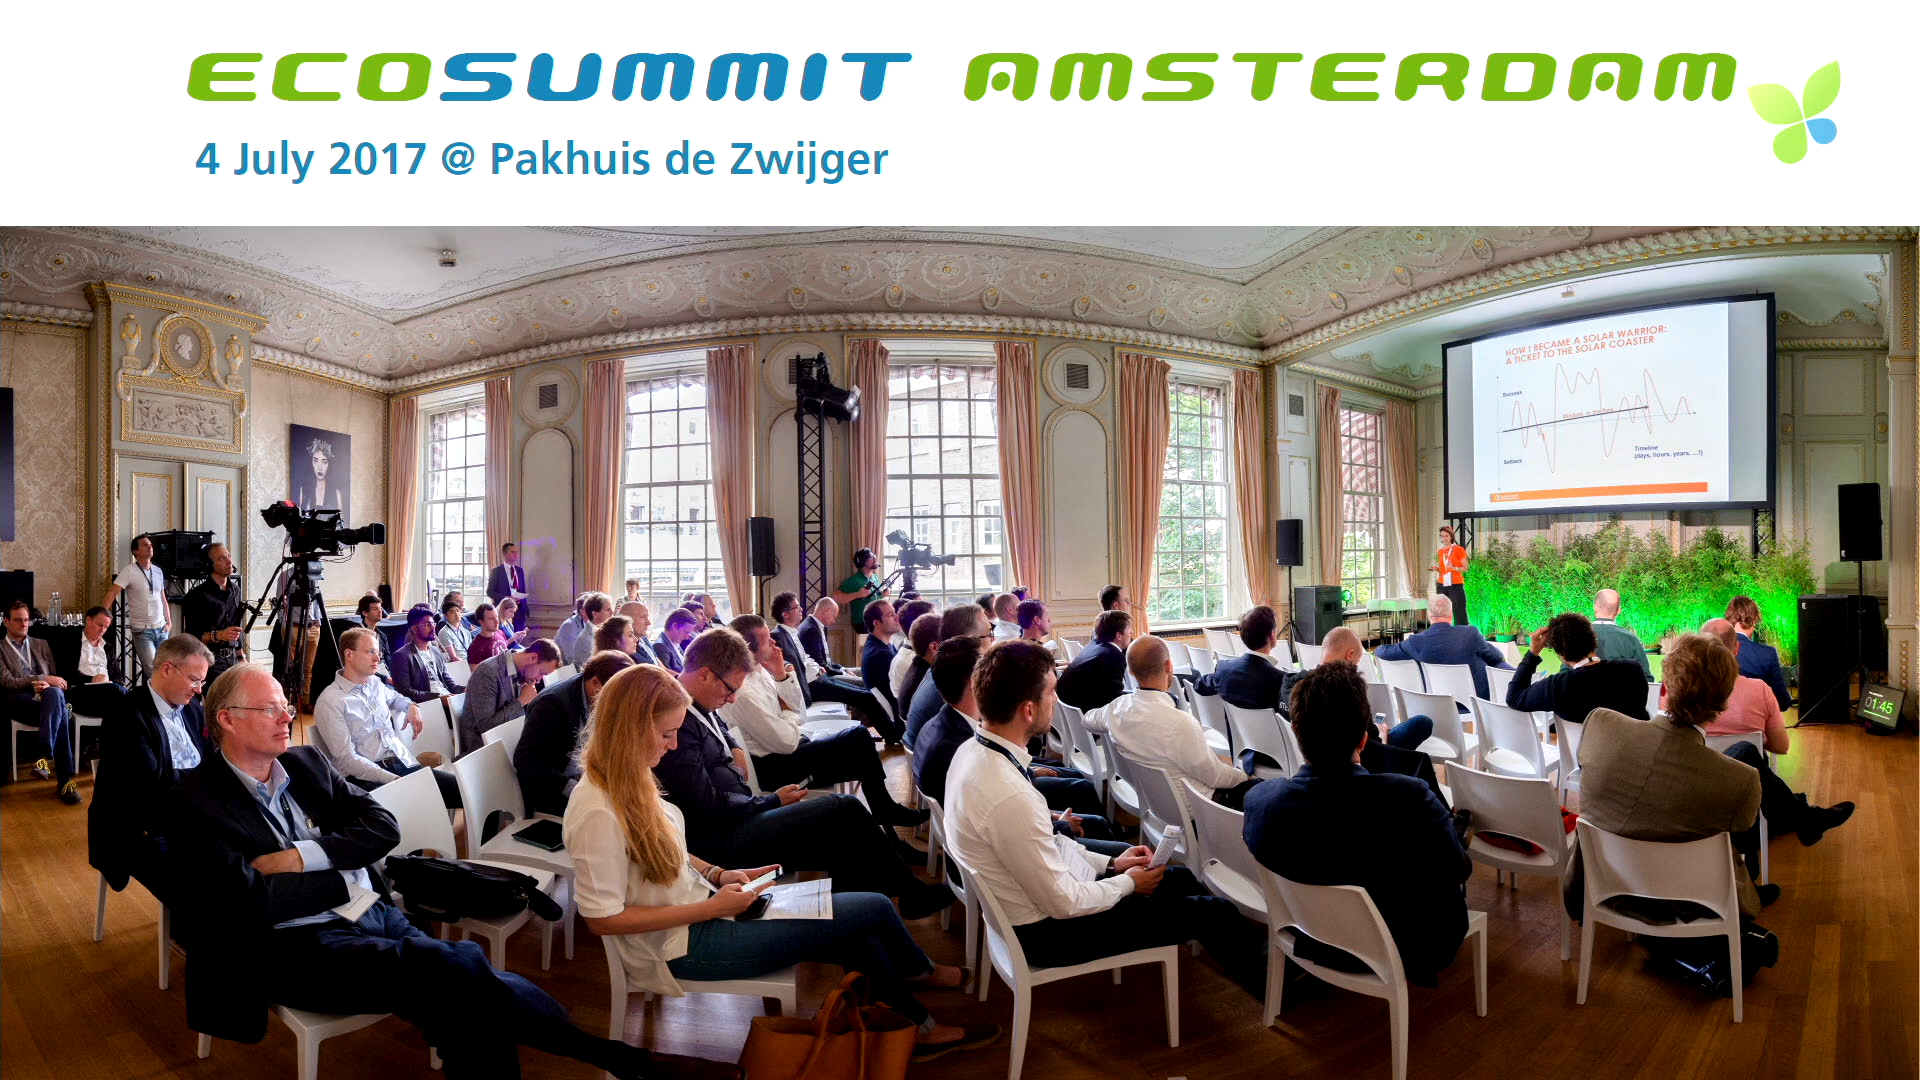 ECOSUMMIT AMSTERDAM
4 July 2017 @ Pakhuis de Zwijger
HOW I BECAME A SOLAR WARRIOR:
A TICKET TO THE SOLAR COASTER
Success
Setback
Timeline
(days, hours, years, ...!)
01:45